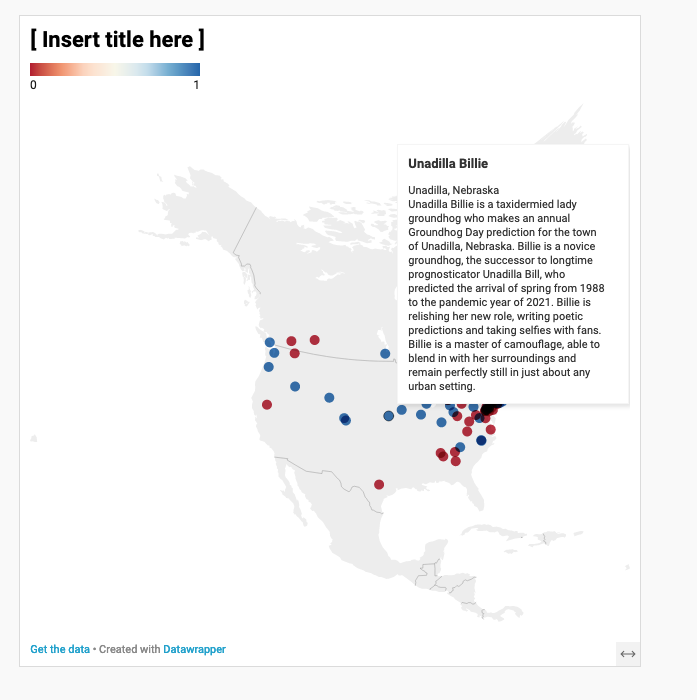 [ Insert title here ]
0 1
Unadilla Billie
Unadilla, Nebraska
Unadilla Billie is a taxidermied lady
groundhog who makes an annual
Groundhog Day prediction for the town
of Unadilla, Nebraska. Billie is a novice
groundhog, the successor to longtime
prognosticator Unadilla Bill, who
predicted the arrival of spring from 1988
to the pandemic year of 2021. Billie is
relishing her new role, writing poetic
predictions and taking selfies with fans.
Billie is a master of camouflage, able to
blend in with her surroundings and
remain perfectly still in just about any
urban setting.
Get the data • Created with Datawrapper